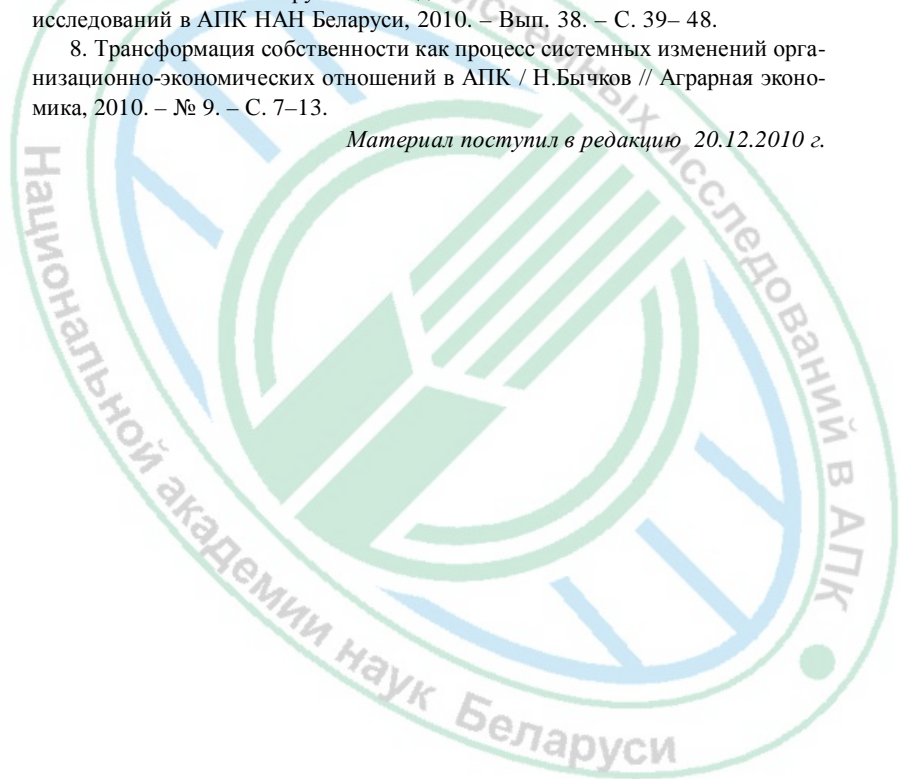 исследований в АПК НАН Беларуси, 2010. – Вып. 38. – С. 39– 48.
8. Трансформация собственности как процесс системных изменений орга-
низационно-экономических отношений в АПК / Н.Бычков // Аграрная эконо-
мика, 2010. – № 9. – С. 7–13.
Материал поступил в редакцию 20.12.2010 г.
исследований в АПК
Национальной академии наук Беларуси